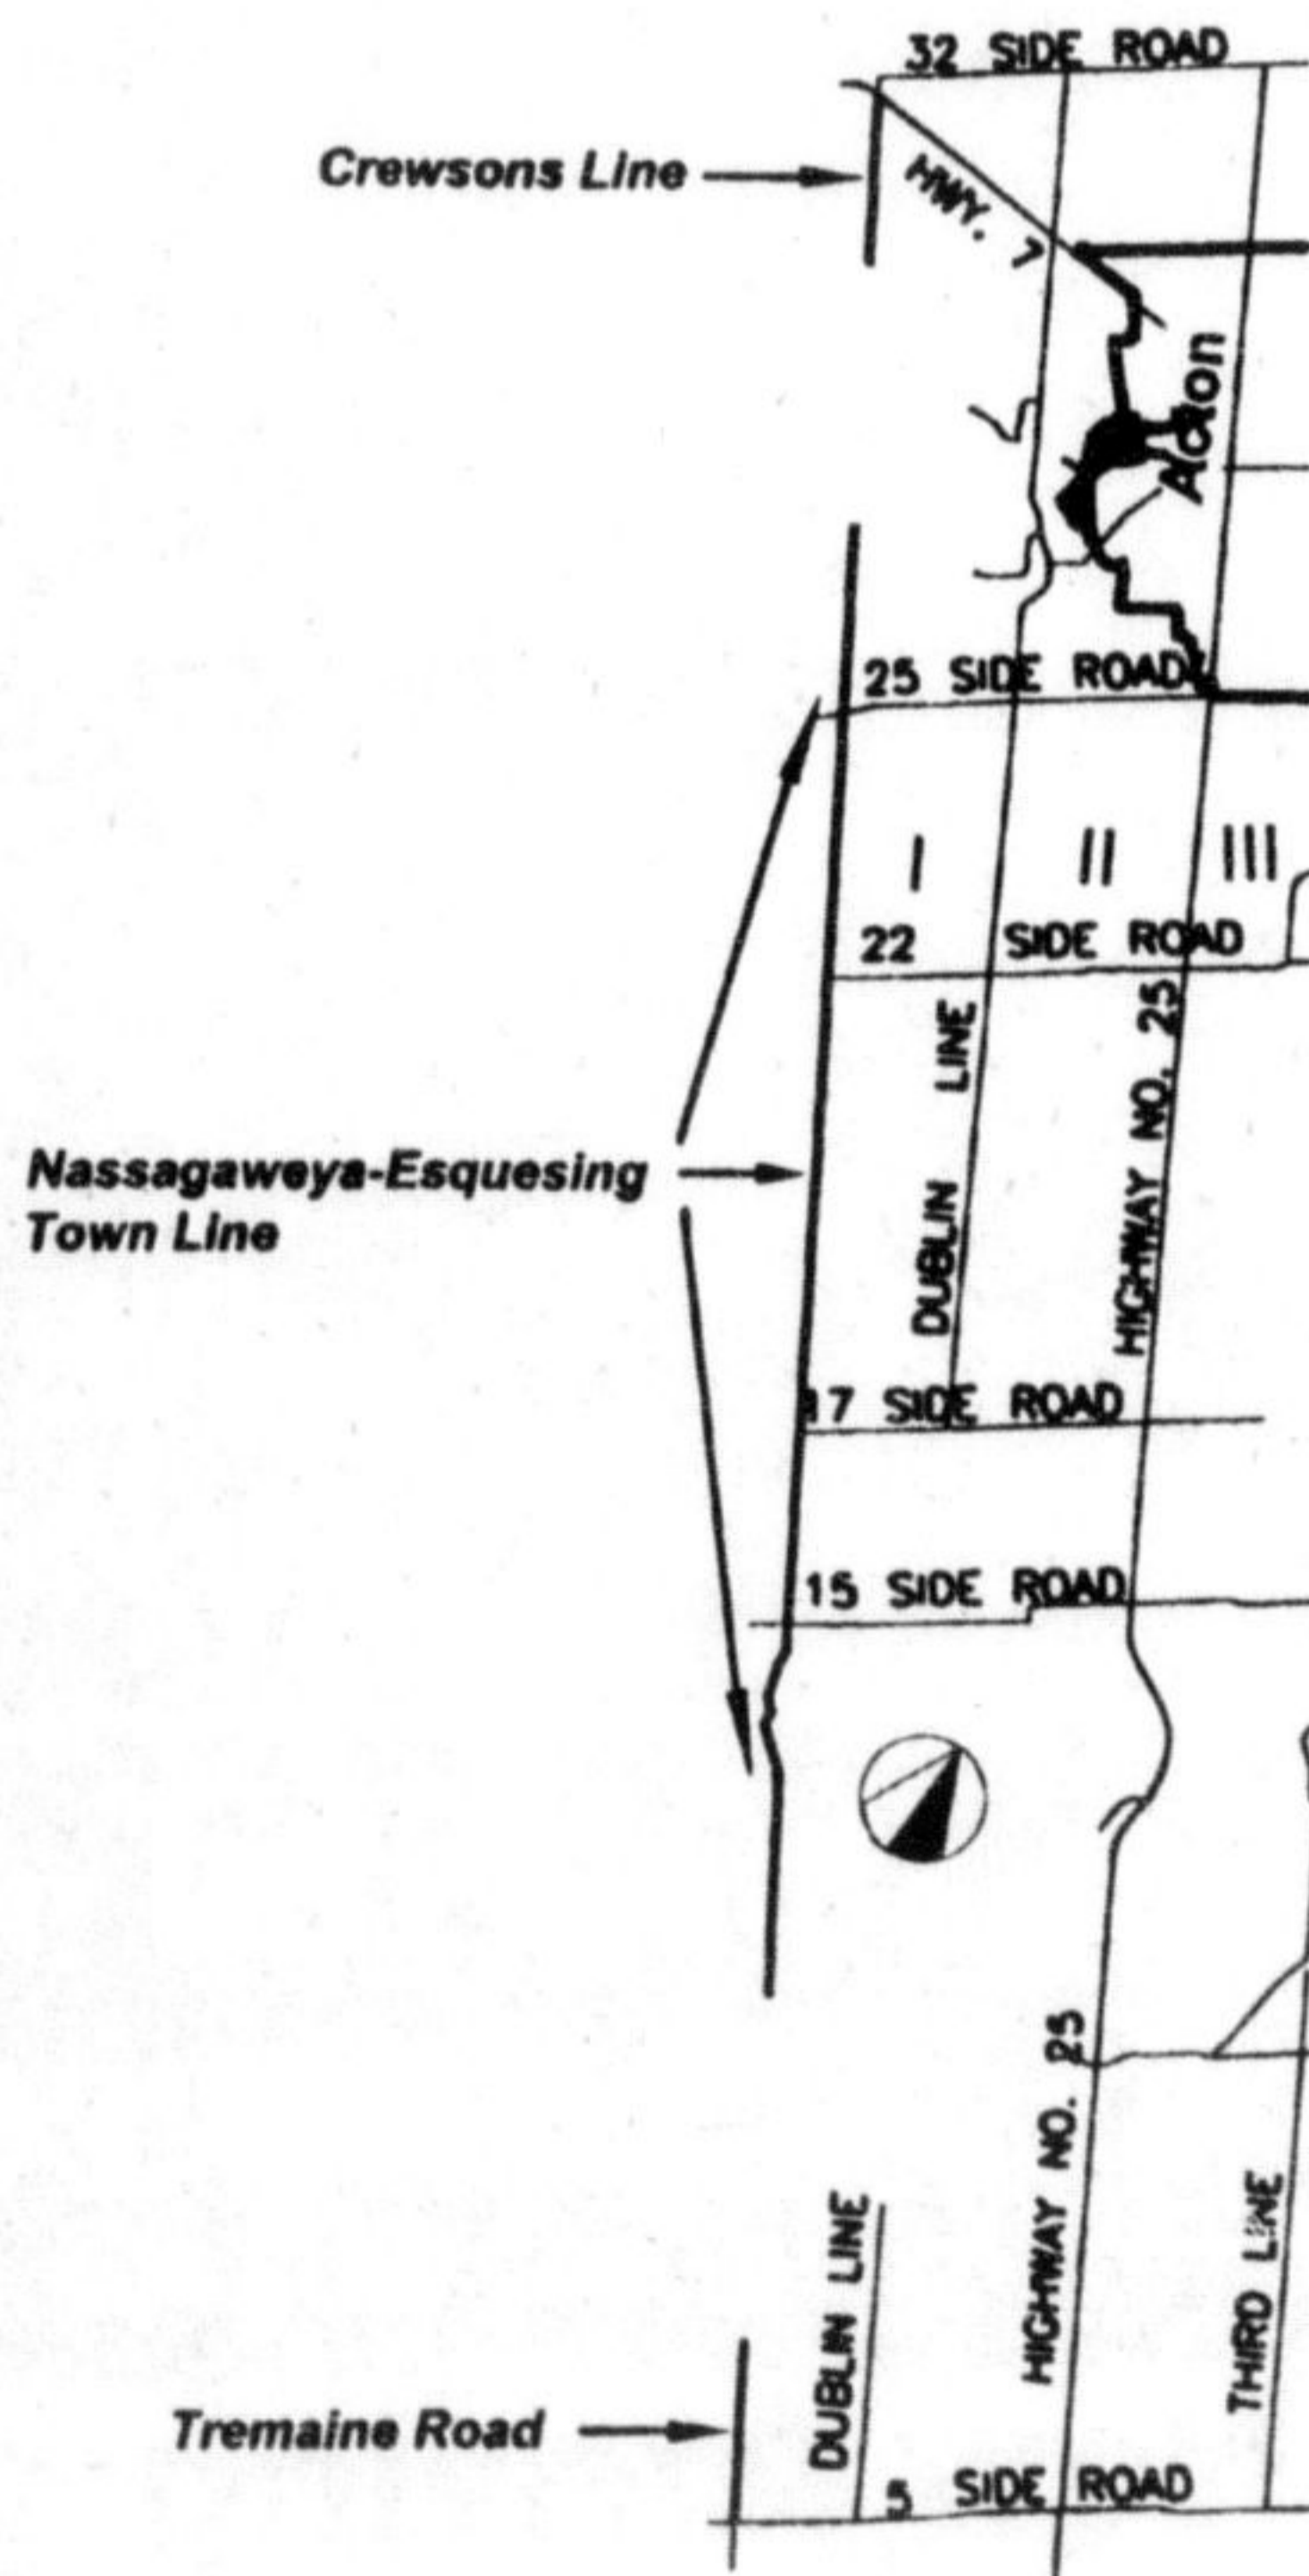 32 SIDE ROAD
Crewsons Line
HWY. 7
Acton
25 SIDE ROAD
I II III
22 SIDE ROAD
DUBLIN LINE
HIGHWAY NO. 25
Nassagaweya-Esquesing
Town Line
17 SIDE ROAD
15 SIDE ROAD
HIGHWAY NO. 25
DUBLIN LINE
THIRD LINE
Tremaine Road
5 SIDE ROAD